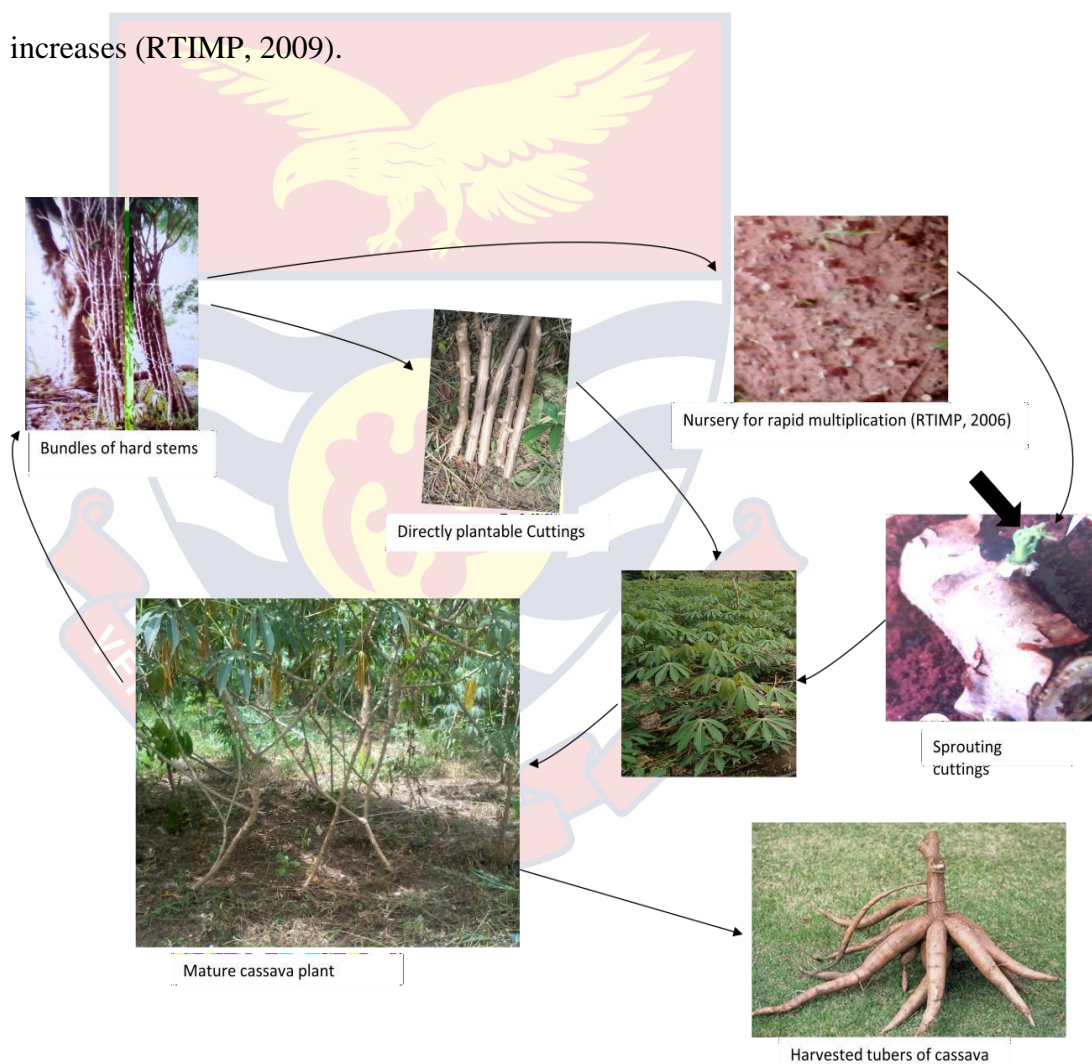 increases (RTIMP, 2009).
Bundles of hard stems
Directly plantable Cuttings
Nursery for rapid multiplication (RTIMP, 2006)
Sprouting
cuttings
Mature cassava plant
Harvested tubers of cassava